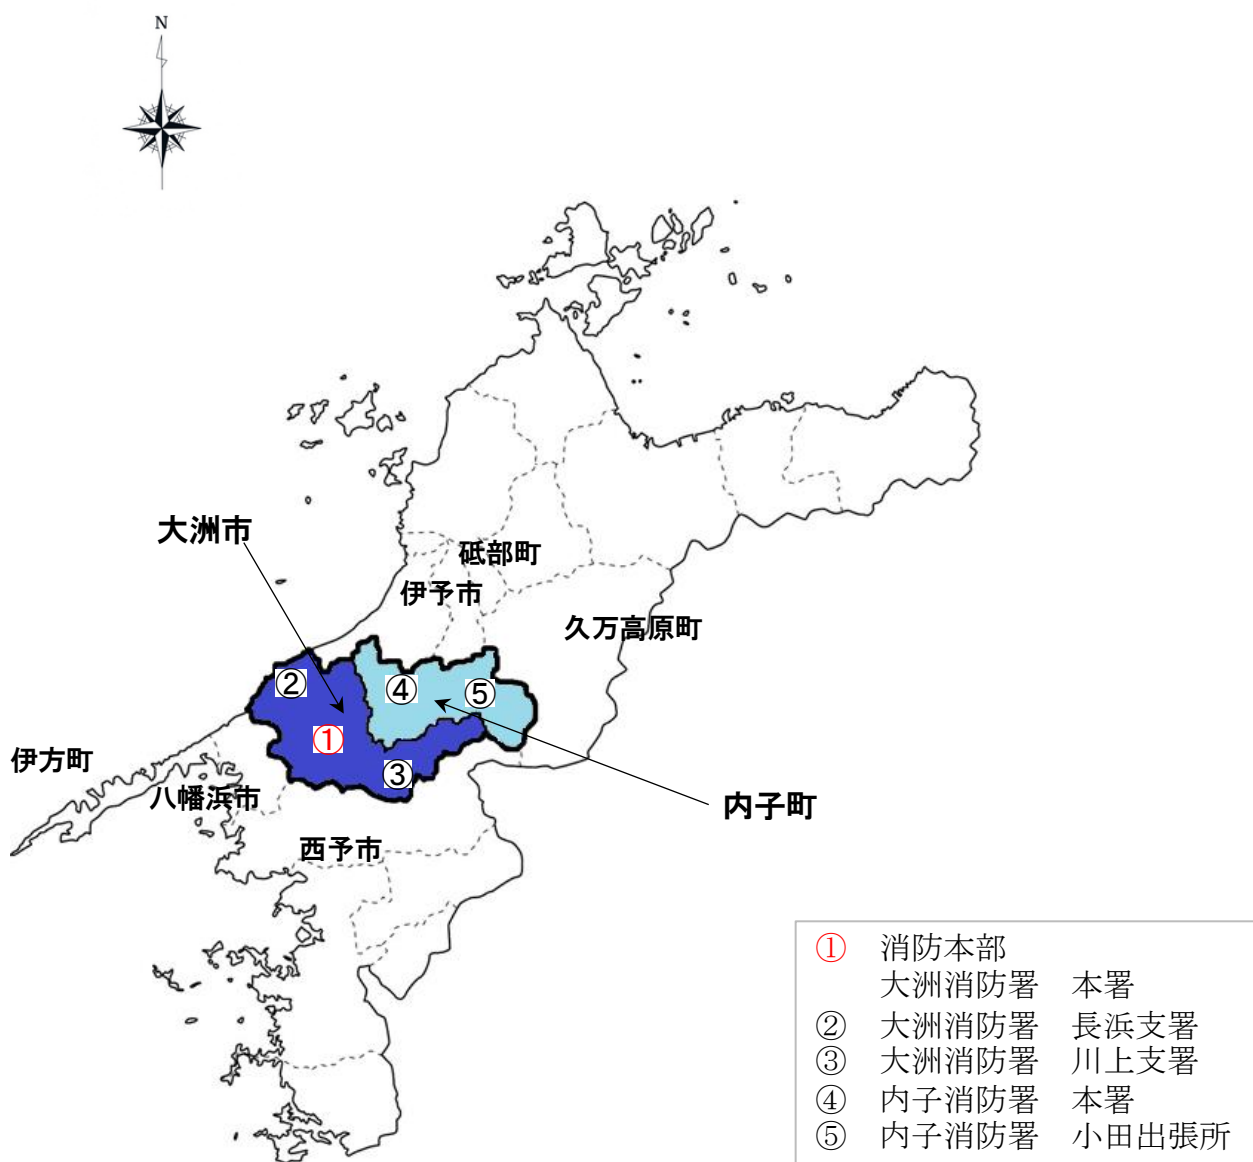 N
大洲市
砥部町
伊予市
久万高原町
②
④
⑤
①
③
伊方町
八幡浜市
内子町
西予市
① 消防本部
大洲消防署 本署
② 大洲消防署 長浜支署
③ 大洲消防署 川上支署
④ 内子消防署 本署
⑤ 内子消防署 小田出張所